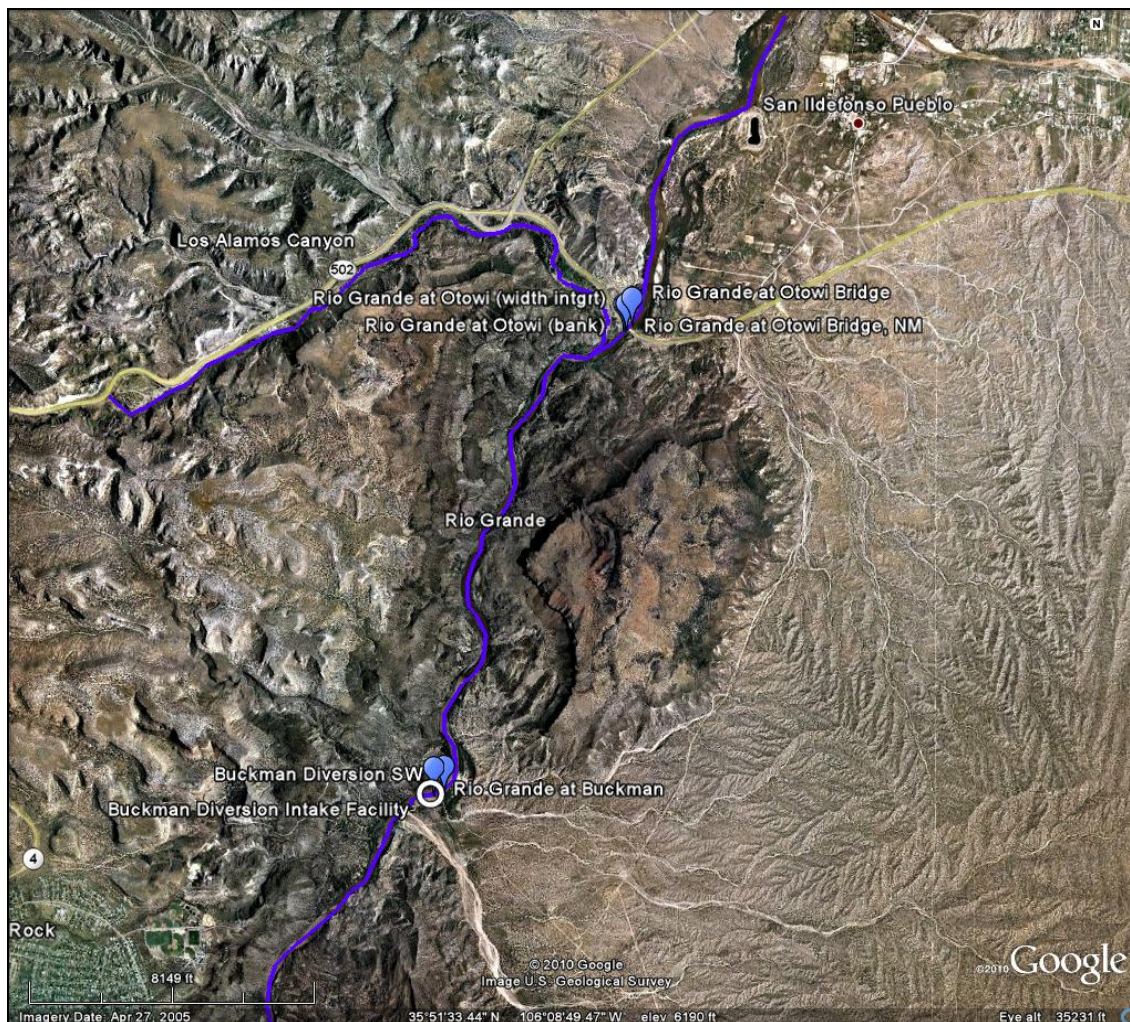 N
San Ildefonso Pueblo
Los Alamos Canyon
502
Rio Grande at Otowi (width intgrt)
Rio Grande at Otowi Bridge
Rio Grande at Otowi (bank)
Rio Grande at Otowi Bridge, NM
Rio Grande
Buckman Diversion SW
Rio Grande at Buckman
Buckman Diversion Intake Facility
4
Rock
8149 ft
© 2010 Google
Image U.S. Geological Survey
©2010 Google
Imagery Date: Apr 27, 2005
35°51'33.44" N 106°08'49.47" W elev 6190 ft
Eye alt 35231 ft